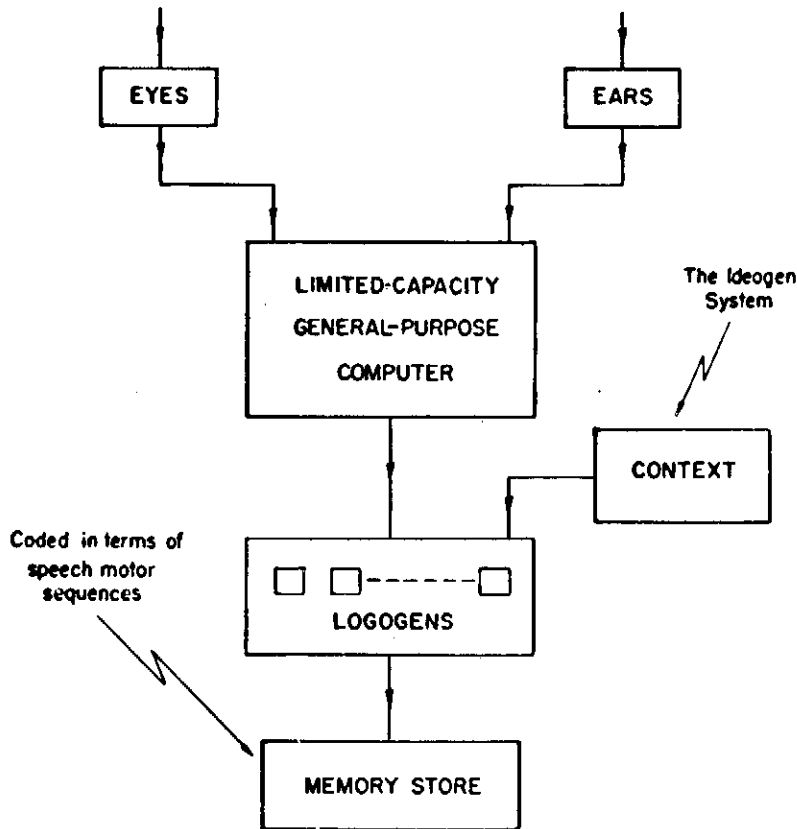 EYES
EARS
LIMITED-CAPACITY
GENERAL-PURPOSE
COMPUTER
The Ideogen
System
CONTEXT
Coded in terms of
speech motor
sequences
LOGOGENS
MEMORY STORE